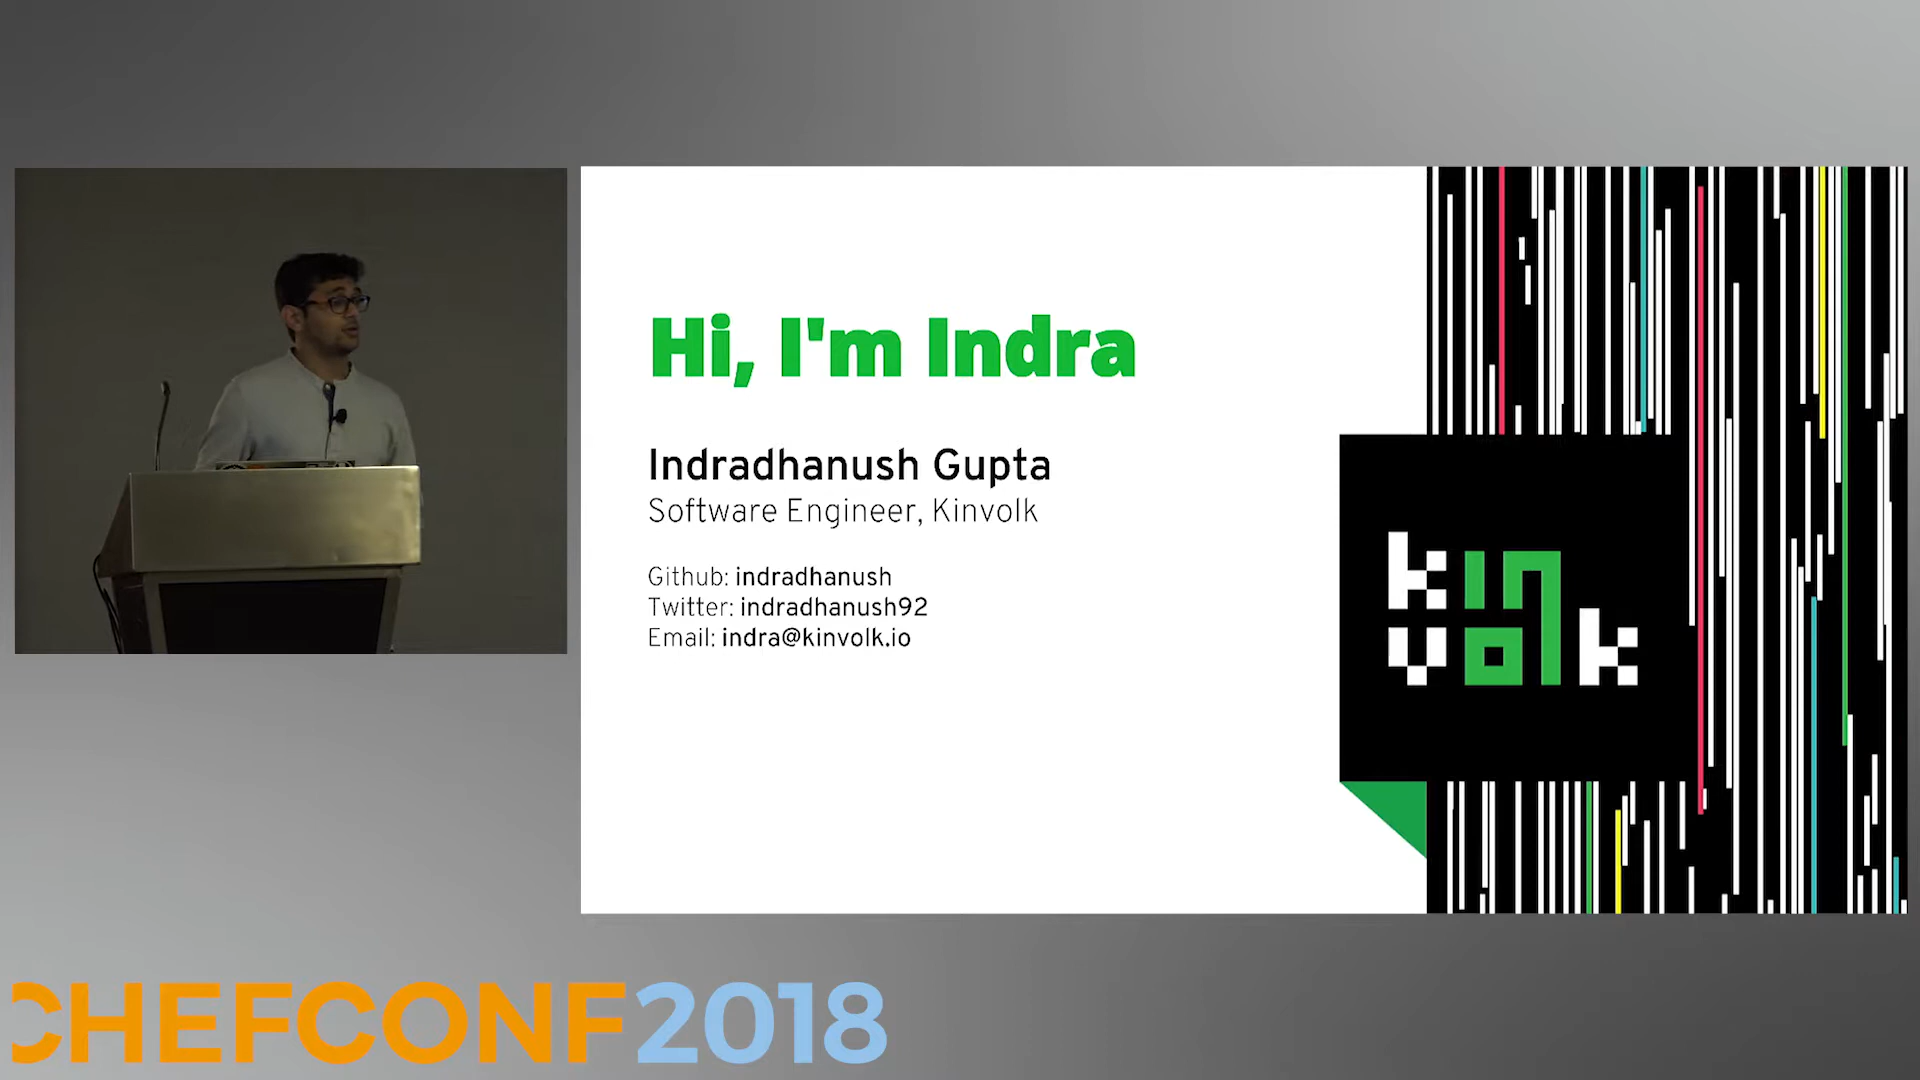 Hi, I'm Indra
Indradhanush Gupta
Software Engineer, Kinvolk
Github: indradhanush
Twitter: indradhanush92
Email: indra@kinvolk.io
kin
volk
CHEFCONF2018